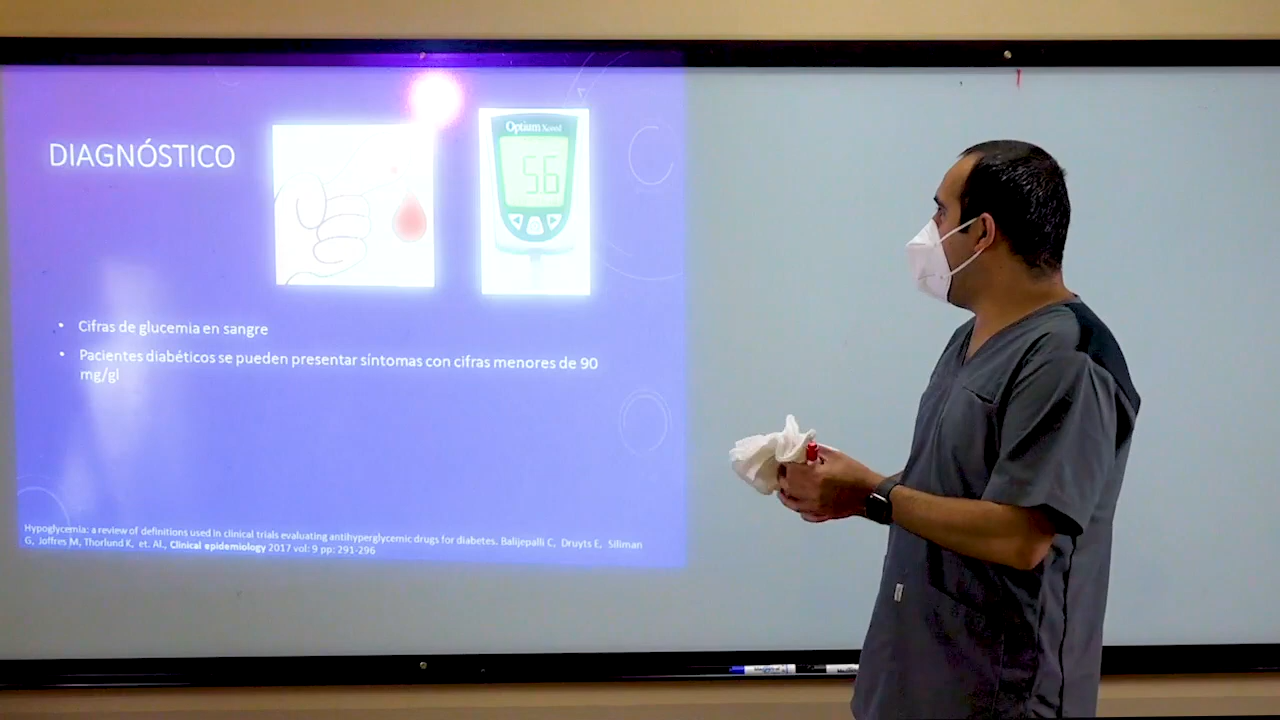 DIAGNÓSTICO
Optium Xceed
56
• Cifras de glucemia en sangre
• Pacientes diabéticos se pueden presentar síntomas con cifras menores de 90
mg/gl
Hypoglycemia: a review of definitions used in clinical trials evaluating antihyperglycemic drugs for diabetes. Balijepalli C, Druyts E, Siliman
G, Joffres M, Thorlund K, et. Al., Clinical epidemiology 2017 vol: 9 pp: 291-296